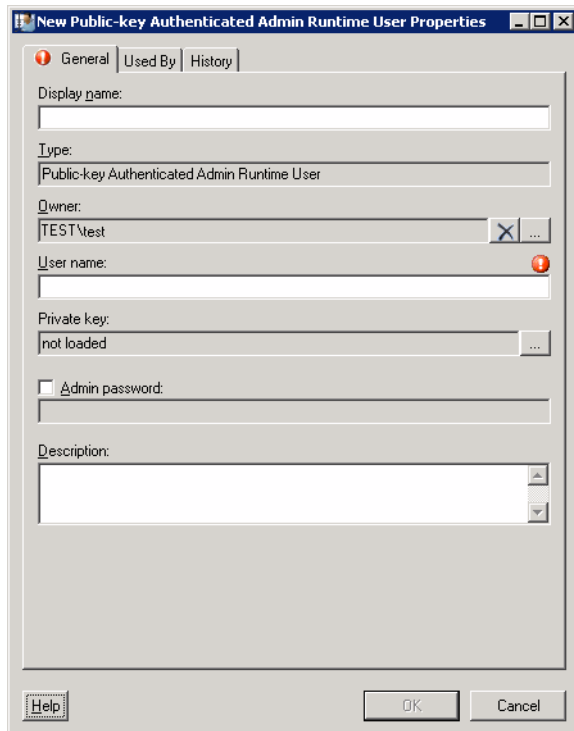 New Public-key Authenticated Admin Runtime User Properties
General Used By History
Display name:
Type:
Public-key Authenticated Admin Runtime User
Owner:
TEST\test
...
User name:
Private key:
not loaded
...
Admin password:
Description:
Help OK Cancel